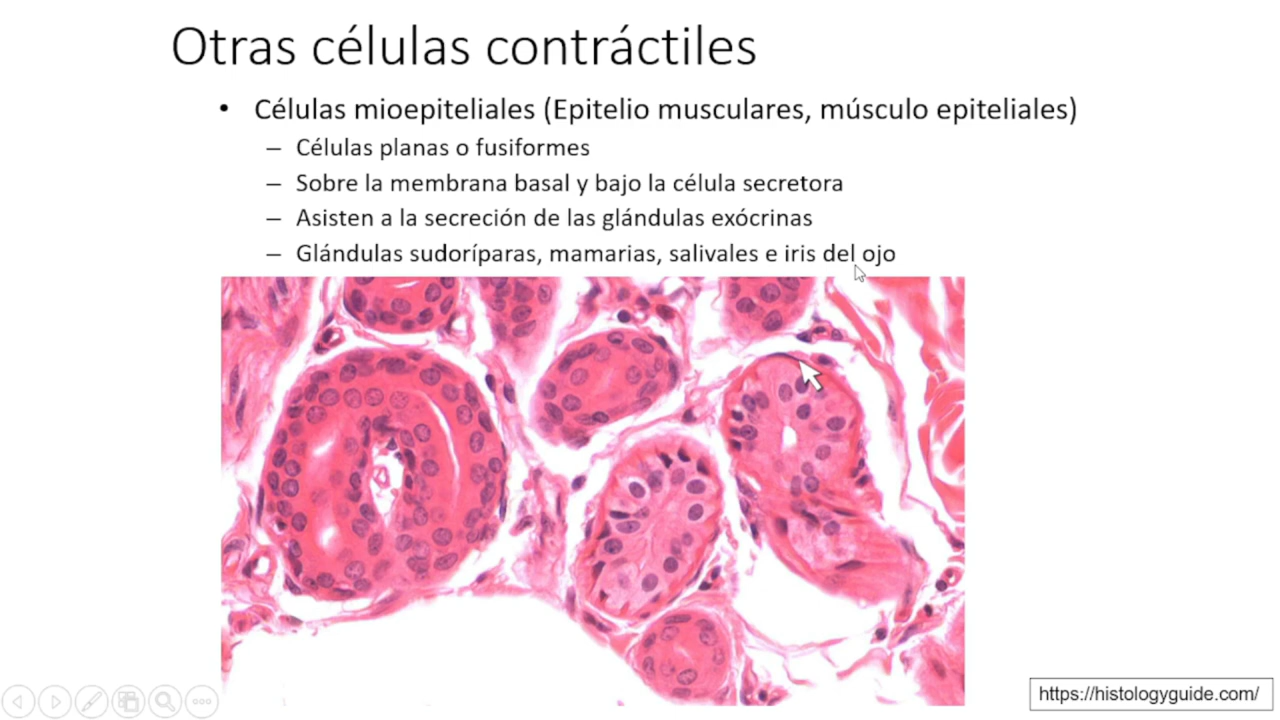 Otras células contráctiles
• Células mioepiteliales (Epitelio musculares, músculo epiteliales)
– Células planas o fusiformes
– Sobre la membrana basal y bajo la célula secretora
– Asisten a la secreción de las glándulas exócrinas
– Glándulas sudoríparas, mamarias, salivales e iris del ojo
https://histologyguide.com/